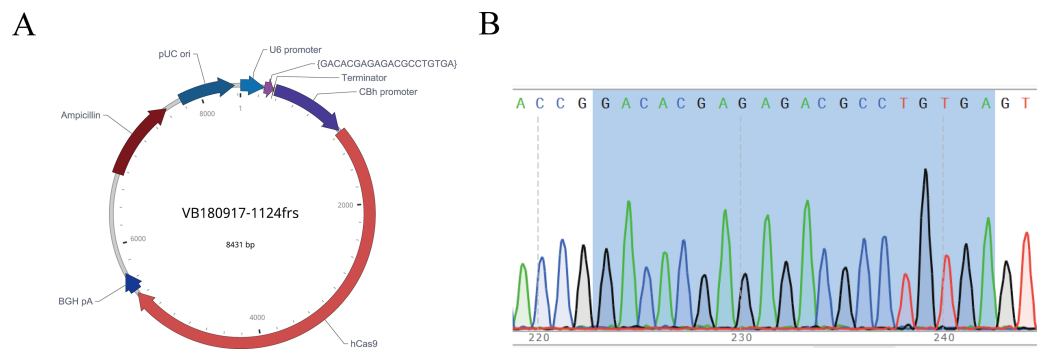 A
pUC ori
U6 promoter
{GACACGAGAGACGCCTGTGA}
Terminator
CBh promoter
Ampicillin
8000
1
VB180917-1124frs
8431 bp
2000
6000
BGH pA
4000
hCas9
B
A C C G G A C A C G A G A G A C G C C T G T G A G T
220 230 240